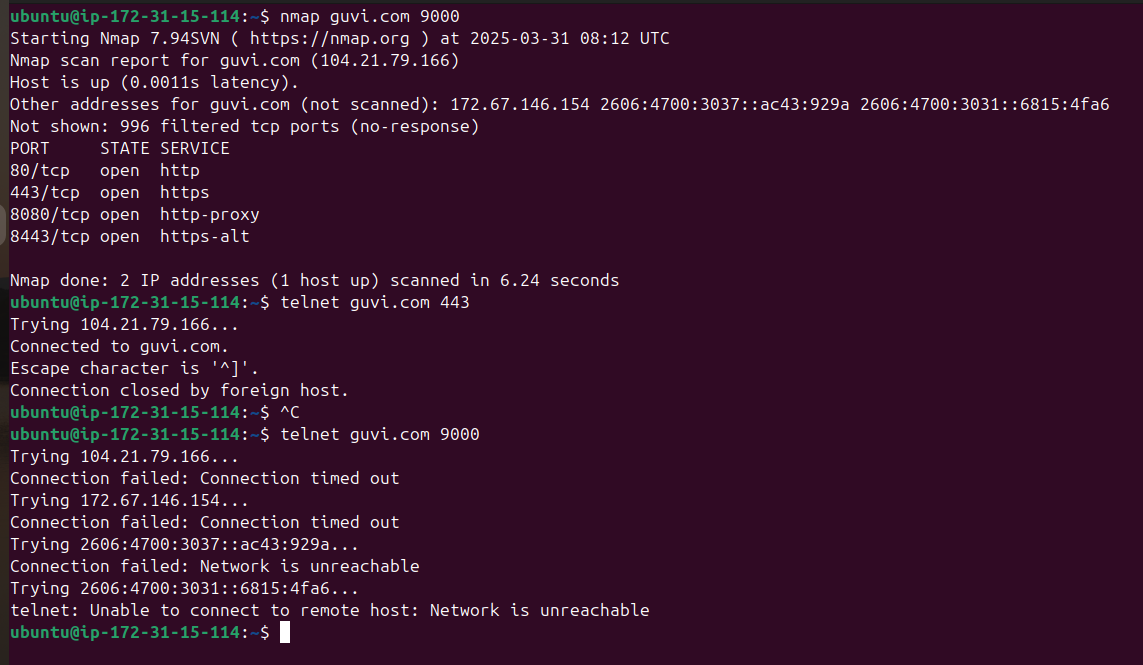 ubuntu@ip-172-31-15-114:~$ nmap guvi.com 9000
Starting Nmap 7.94SVN ( https://nmap.org ) at 2025-03-31 08:12 UTC
Nmap scan report for guvi.com (104.21.79.166)
Host is up (0.0011s latency).
Other addresses for guvi.com (not scanned): 172.67.146.154 2606:4700:3037::ac43:929a 2606:4700:3031::6815:4fa6
Not shown: 996 filtered tcp ports (no-response)
PORT     STATE SERVICE
80/tcp   open  http
443/tcp  open  https
8080/tcp open  http-proxy
8443/tcp open  https-alt

Nmap done: 2 IP addresses (1 host up) scanned in 6.24 seconds
ubuntu@ip-172-31-15-114:~$ telnet guvi.com 443
Trying 104.21.79.166...
Connected to guvi.com.
Escape character is '^]'.
Connection closed by foreign host.
ubuntu@ip-172-31-15-114:~$ ^C
ubuntu@ip-172-31-15-114:~$ telnet guvi.com 9000
Trying 104.21.79.166...
Connection failed: Connection timed out
Trying 172.67.146.154...
Connection failed: Connection timed out
Trying 2606:4700:3037::ac43:929a...
Connection failed: Network is unreachable
Trying 2606:4700:3031::6815:4fa6...
telnet: Unable to connect to remote host: Network is unreachable
ubuntu@ip-172-31-15-114:~$